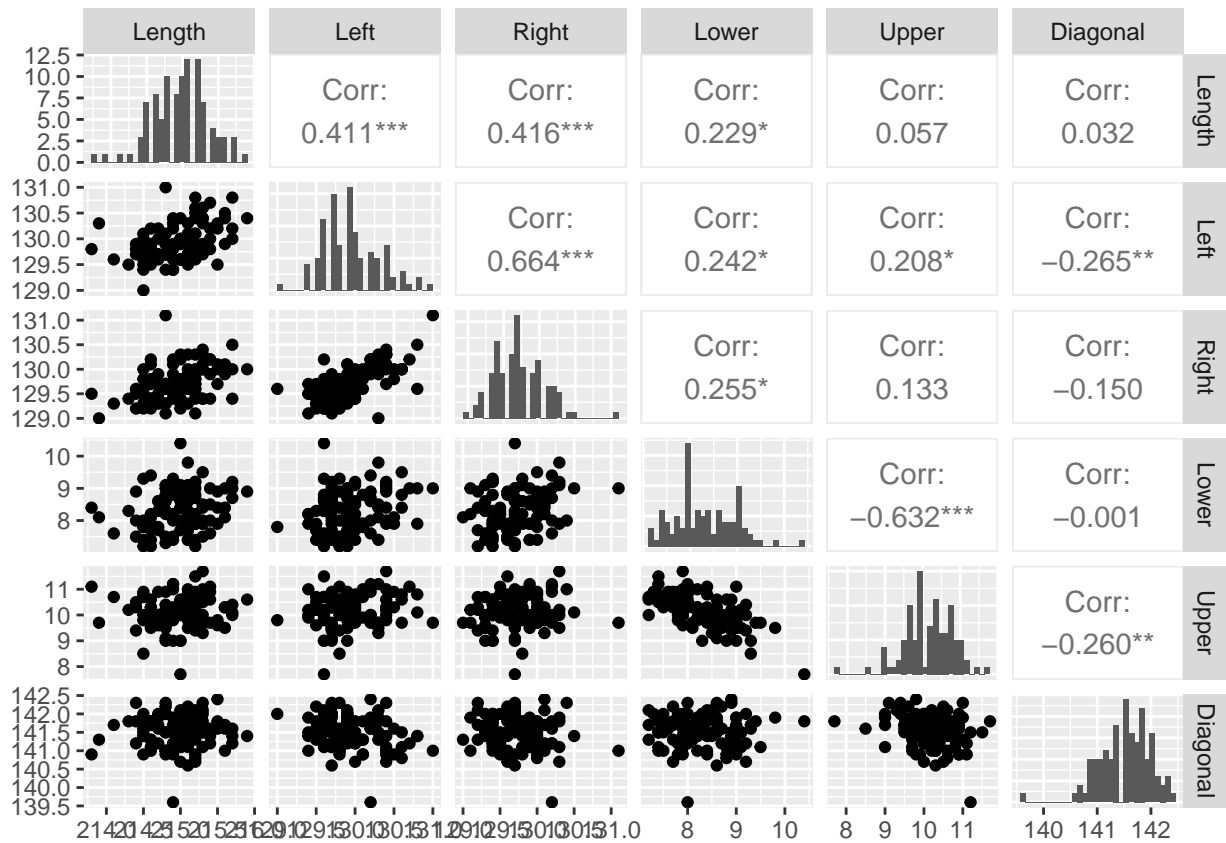 Length Left Right Lower Upper Diagonal
12.5
10.0
7.5
5.0
2.5
0.0
Corr:
0.411***
Corr:
0.416***
Corr:
0.229*
Corr:
0.057
Corr:
0.032
Length
131.0
130.5
130.0
129.5
129.0
Corr:
0.664***
Corr:
0.242*
Corr:
0.208*
Corr:
−0.265**
Left
131.0
130.5
130.0
129.5
129.0
Corr:
0.255*
Corr:
0.133
Corr:
−0.150
Right
10
9
8
Corr:
−0.632***
Corr:
−0.001
Lower
11
10
9
8
Corr:
−0.260**
Upper
142.5
142.0
141.5
141.0
140.5
140.0
139.5
Diagonal
8 9 10 8 9 10 11 140 141 142